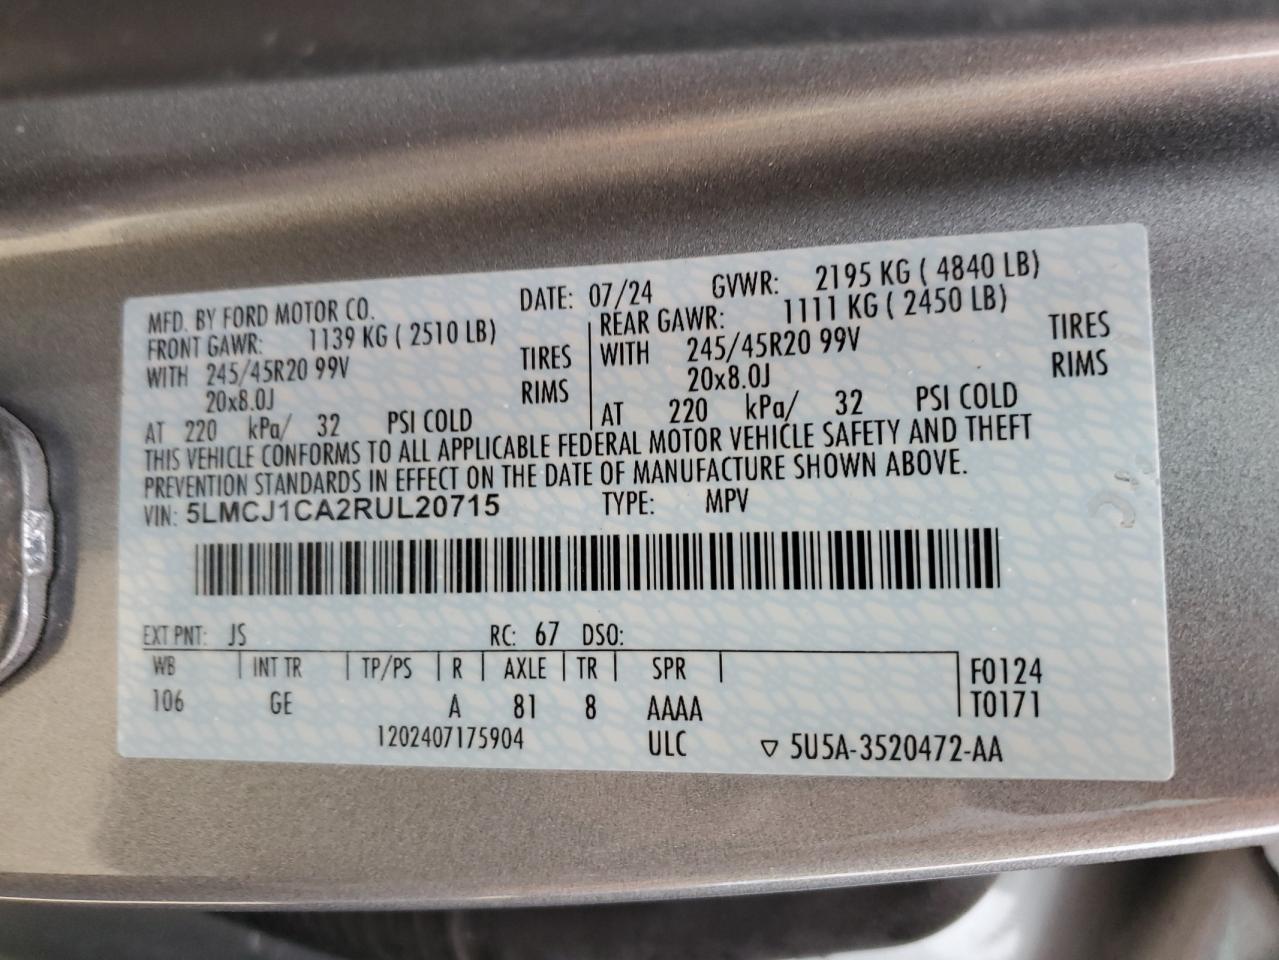 MFD. BY FORD MOTOR CO. DATE: 07/24 GVWR: 2195 KG ( 4840 LB)
FRONT GAWR: 1139 KG ( 2510 LB) REAR GAWR: 1111 KG ( 2450 LB)
WITH 245/45R20 99V TIRES WITH 245/45R20 99V TIRES
20x8.0J RIMS 20x8.0J RIMS
AT 220 kPa/ 32 PSI COLD AT 220 kPa/ 32 PSI COLD
THIS VEHICLE CONFORMS TO ALL APPLICABLE FEDERAL MOTOR VEHICLE SAFETY AND THEFT
PREVENTION STANDARDS IN EFFECT ON THE DATE OF MANUFACTURE SHOWN ABOVE.
VIN: 5LMCJ1CA2RUL20715 TYPE: MPV
EXT PNT: JS RC: 67 DSO:
WB INT TR TP/PS R AXLE TR SPR F0124
106 GE A 81 8 AAAA T0171
1202407175904 ULC ▽ 5U5A-3520472-AA